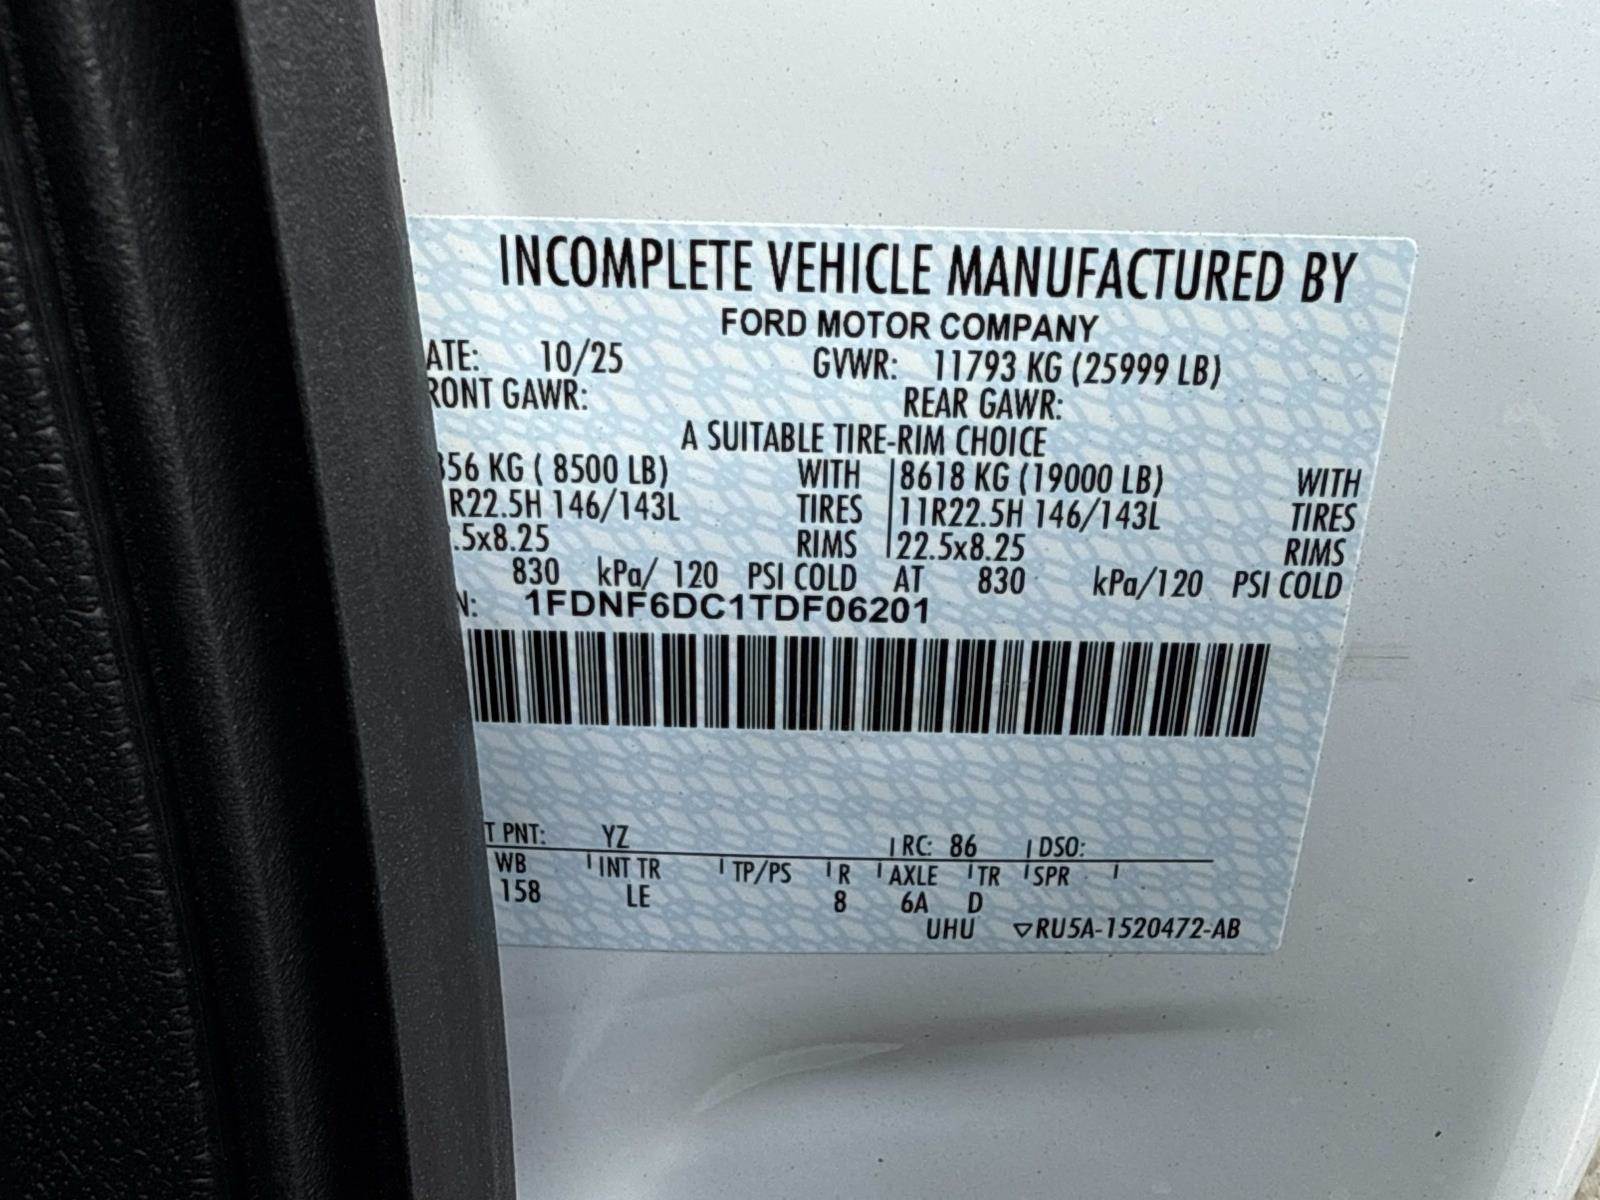 INCOMPLETE VEHICLE MANUFACTURED BY
FORD MOTOR COMPANY
ATE: 10/25 GVWR: 11793 KG (25999 LB)
RONT GAWR: REAR GAWR:
A SUITABLE TIRE-RIM CHOICE
856 KG ( 8500 LB) WITH 8618 KG (19000 LB) WITH
R22.5H 146/143L TIRES 11R22.5H 146/143L TIRES
.5x8.25 RIMS 22.5x8.25 RIMS
830 kPa/ 120 PSI COLD AT 830 kPa/120 PSI COLD
N: 1FDNF6DC1TDF06201
T PNT: YZ RC: 86 DSO:
WB INT TR TP/PS R AXLE TR SPR
158 LE 8 6A D
UHU ▽RU5A-1520472-AB